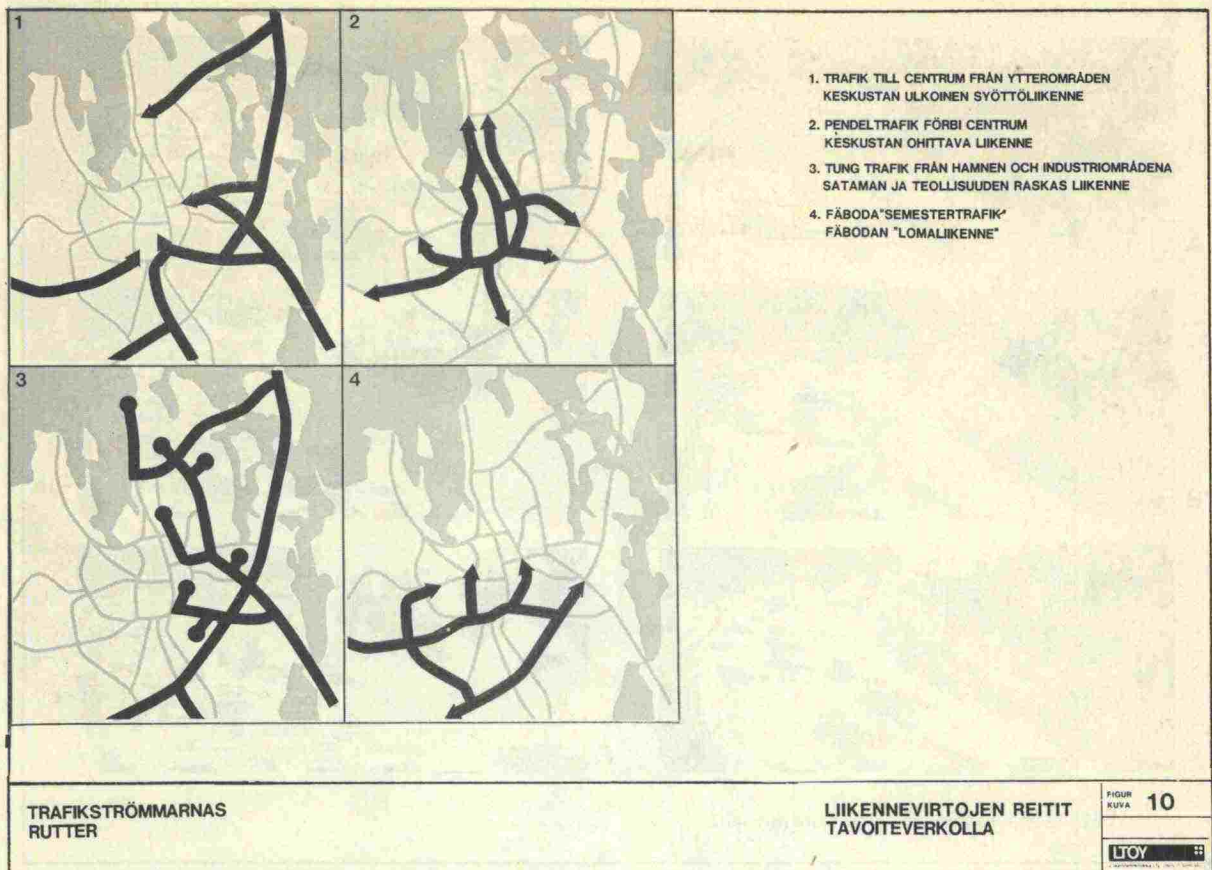 1
2
3
4
1. TRAFIK TILL CENTRUM FRÅN YTTEROMRÅDEN
KESKUSTAN ULKOINEN SYÖTTÖLIIKENNE
2. PENDELTRAFIK FÖRBI CENTRUM
KESKUSTAN OHITTAVA LIIKENNE
3. TUNG TRAFIK FRÅN HAMNEN OCH INDUSTRIOMRÅDENA
SATAMAN JA TEOLLISUUDEN RASKAS LIIKENNE
4. FÄBODA "SEMESTERTRAFIK"
FÄBODAN "LOMALIIKENNE"
TRAFIKSTRÖMMARNAS
RUTTER
LIIKENNEVIRTOJEN REITIT
TAVOITEVERKOLLA
FIGUR
KUVA 10
LTOY